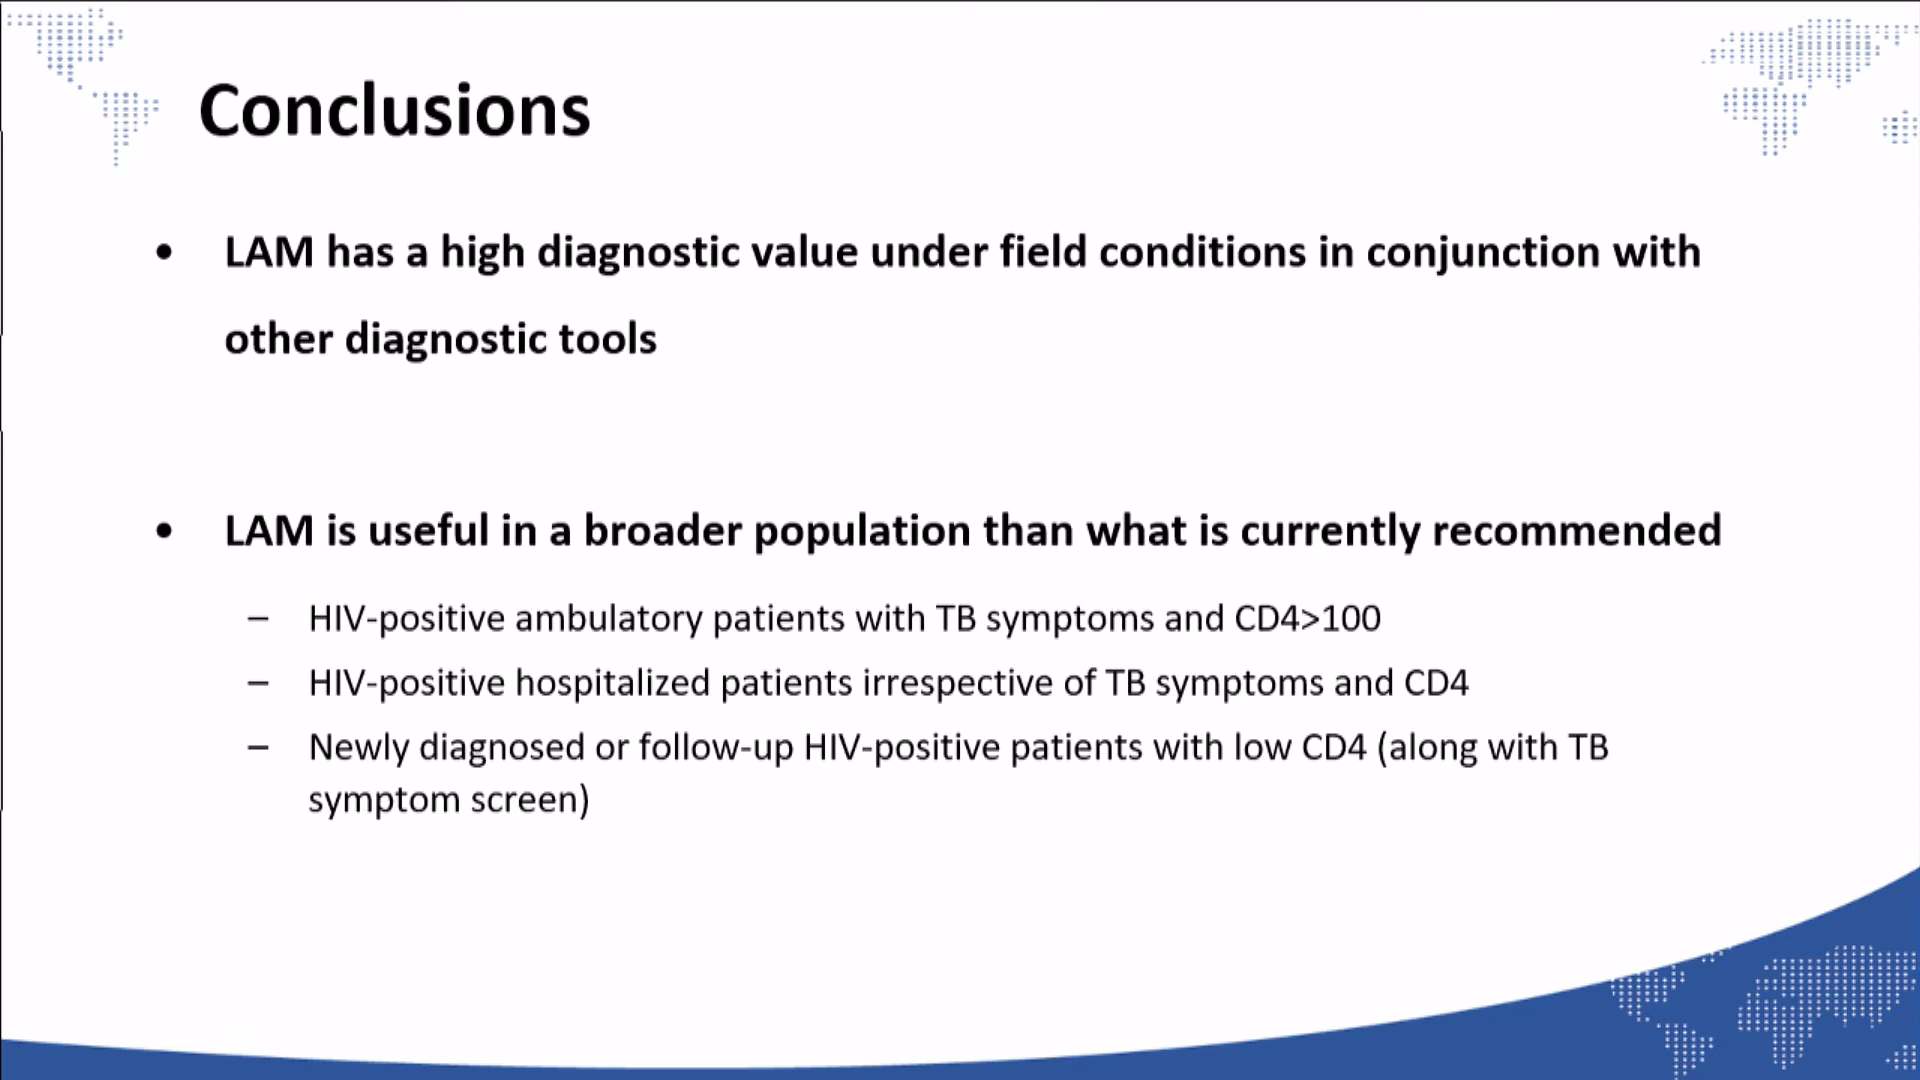 Conclusions
• LAM has a high diagnostic value under field conditions in conjunction with
other diagnostic tools
• LAM is useful in a broader population than what is currently recommended
– HIV-positive ambulatory patients with TB symptoms and CD4>100
– HIV-positive hospitalized patients irrespective of TB symptoms and CD4
– Newly diagnosed or follow-up HIV-positive patients with low CD4 (along with TB
symptom screen)